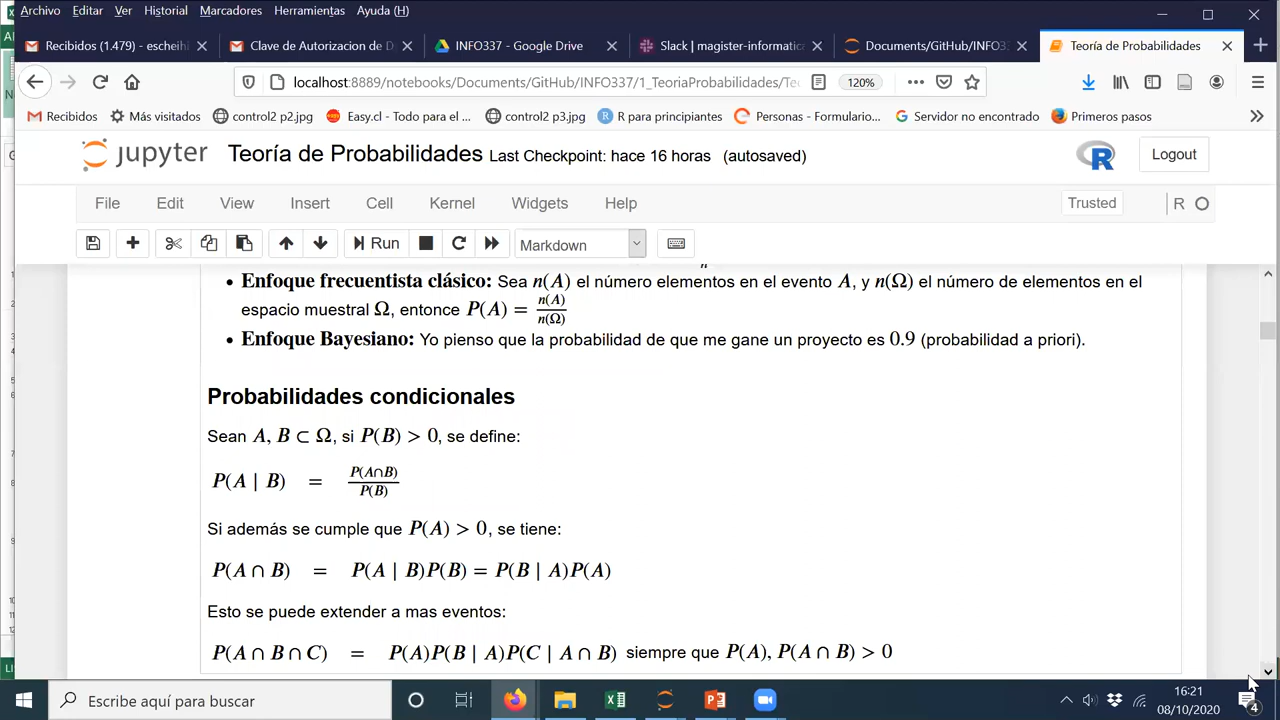 Archivo Editar Ver Historial Marcadores Herramientas Ayuda (H)
Recibidos (1.479) - escheih Clave de Autorizacion de D INFO337 - Google Drive Slack | magister-informatic Documents/GitHub/INFO3 Teoría de Probabilidades
localhost:8889/notebooks/Documents/GitHub/INFO337/1_TeoriaProbabilidades/Te 120%
Recibidos Más visitados control2 p2.jpg Easy.cl - Todo para el ... control2 p3.jpg R para principiantes Personas - Formulario... Servidor no encontrado Primeros pasos
jupyter Teoría de Probabilidades Last Checkpoint: hace 16 horas (autosaved) R Logout
File Edit View Insert Cell Kernel Widgets Help Trusted R
Run Markdown
• Enfoque frecuentista clásico: Sea n(A) el número elementos en el evento A, y n(Ω) el número de elementos en el
espacio muestral Ω, entonce P(A) = n(A)/n(Ω)
• Enfoque Bayesiano: Yo pienso que la probabilidad de que me gane un proyecto es 0.9 (probabilidad a priori).
Probabilidades condicionales
Sean A, B ⊂ Ω, si P(B) > 0, se define:
P(A | B) = P(A∩B)/P(B)
Si además se cumple que P(A) > 0, se tiene:
P(A ∩ B) = P(A | B)P(B) = P(B | A)P(A)
Esto se puede extender a mas eventos:
P(A ∩ B ∩ C) = P(A)P(B | A)P(C | A ∩ B) siempre que P(A), P(A ∩ B) > 0
Escribe aquí para buscar
16:21
08/10/2020
4